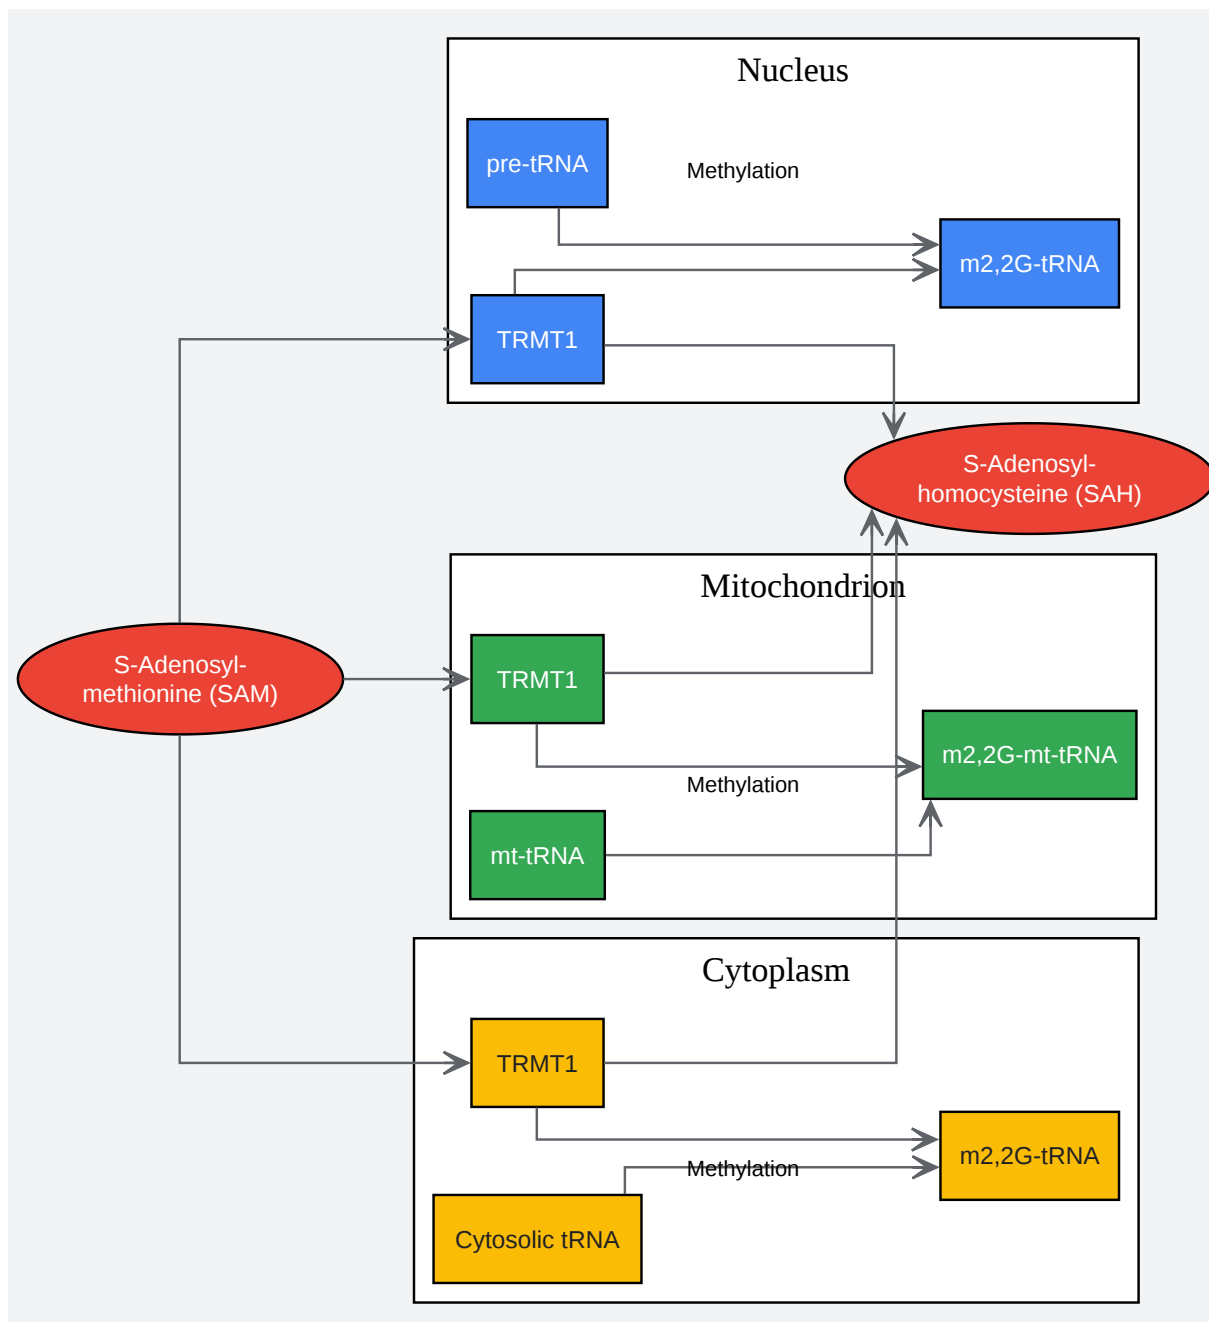 Nucleus
pre-tRNA
Methylation
m2,2G-tRNA
TRMT1
S-Adenosyl-
homocysteine (SAH)
Mitochondrion
S-Adenosyl-
methionine (SAM)
TRMT1
m2,2G-mt-tRNA
Methylation
mt-tRNA
Cytoplasm
TRMT1
m2,2G-tRNA
Methylation
Cytosolic tRNA